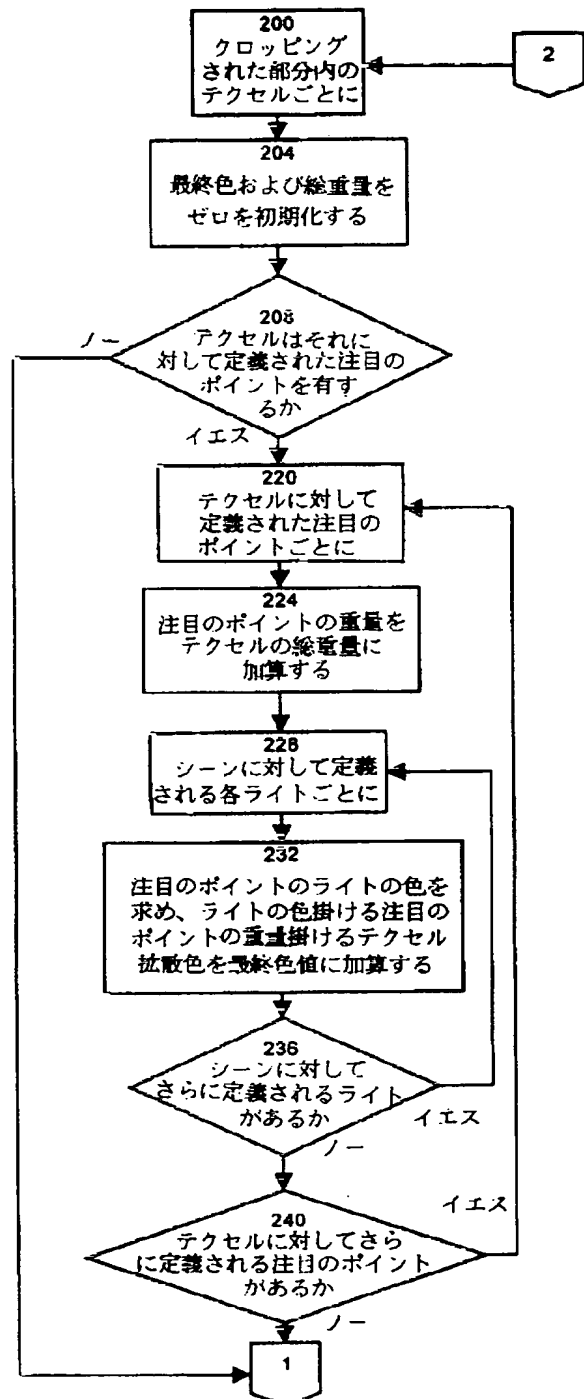 200
クロッピング
された部分内の
テクセルごとに
2
204
最終色および総重量を
ゼロを初期化する
208
テクセルはそれに
対して定義された注目の
ポイントを有す
るか
ノー
イエス
220
テクセルに対して
定義された注目の
ポイントごとに
224
注目のポイントの重量を
テクセルの総重量に
加算する
228
シーンに対して定義
される各ライトごとに
232
注目のポイントのライトの色を
求め、ライトの色掛ける注目の
ポイントの重量掛けるテクセル
拡散色を最終色値に加算する
236
シーンに対して
さらに定義されるライト
があるか
イエス
ノー
240
テクセルに対してさら
に定義される注目のポイント
があるか
イエス
ノー
1